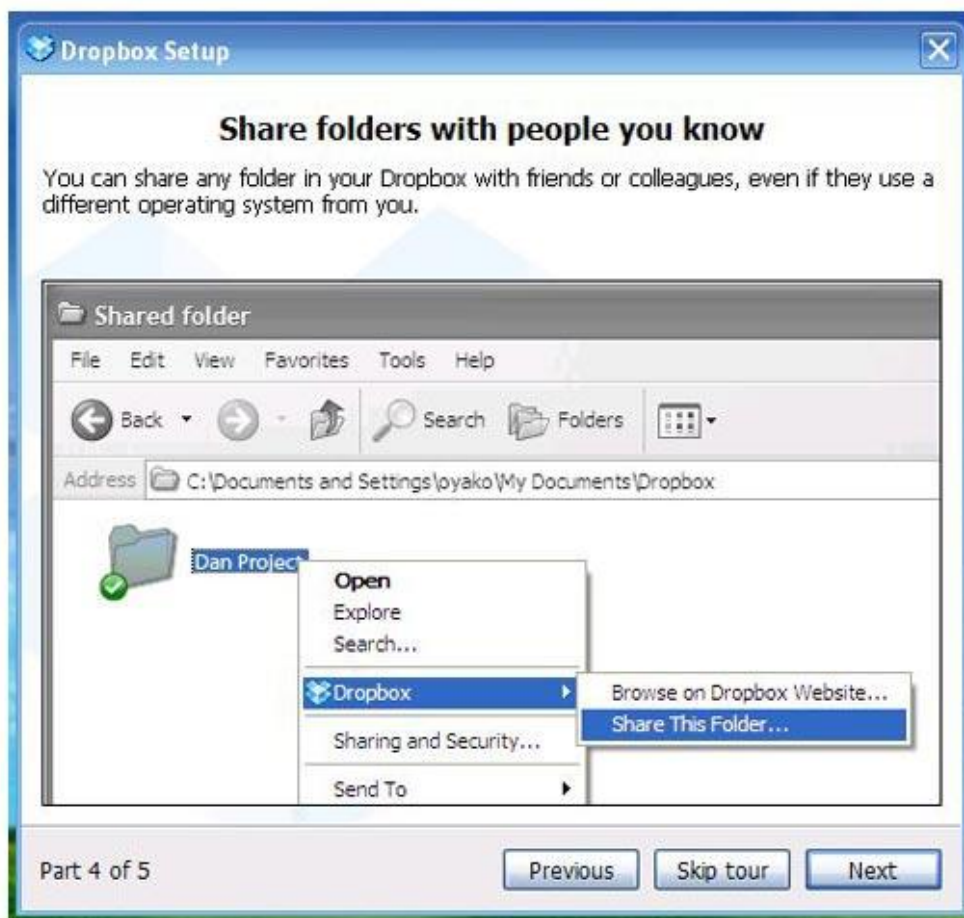 Dropbox Setup
Share folders with people you know
You can share any folder in your Dropbox with friends or colleagues, even if they use a
different operating system from you.
Shared folder
File Edit View Favorites Tools Help
Back Search Folders
Address C:\Documents and Settings\oyako\My Documents\Dropbox
Dan Project
Open
Explore
Search...
Dropbox
Browse on Dropbox Website...
Share This Folder...
Sharing and Security...
Send To
Part 4 of 5 Previous Skip tour Next